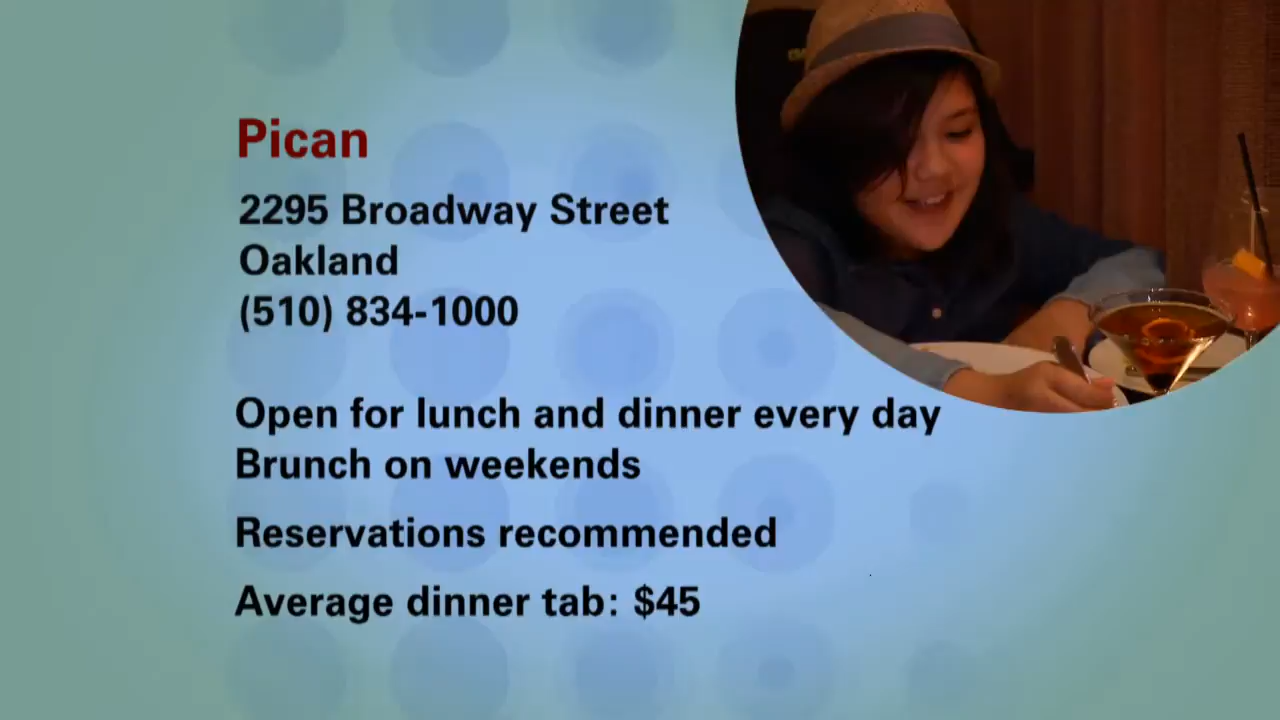 Pican
2295 Broadway Street
Oakland
(510) 834-1000
Open for lunch and dinner every day
Brunch on weekends
Reservations recommended
Average dinner tab: $45